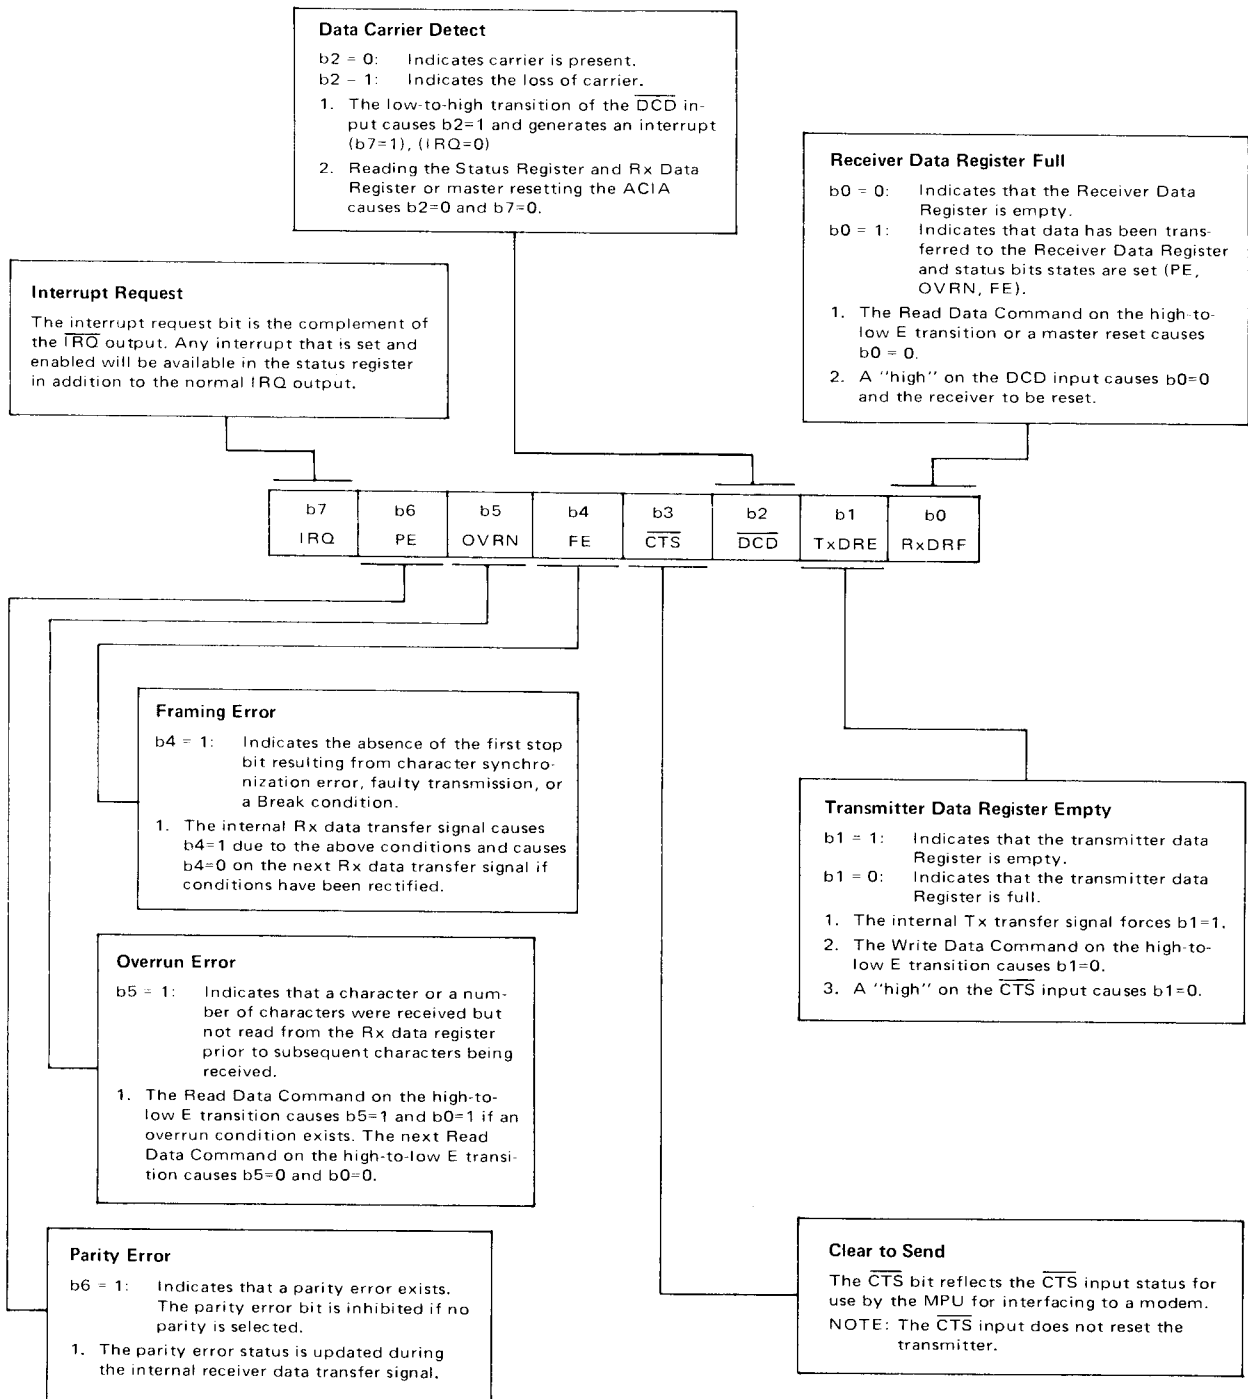 Data Carrier Detect
b2 = 0: Indicates carrier is present.
b2 – 1: Indicates the loss of carrier.
1. The low-to-high transition of the D̅C̅D̅ in-
put causes b2=1 and generates an interrupt
(b7=1), (IRQ=0)
2. Reading the Status Register and Rx Data
Register or master resetting the ACIA
causes b2=0 and b7=0.
Receiver Data Register Full
b0 = 0: Indicates that the Receiver Data
Register is empty.
b0 = 1: Indicates that data has been trans-
ferred to the Receiver Data Register
and status bits states are set (PE,
OVRN, FE).
1. The Read Data Command on the high-to-
low E transition or a master reset causes
b0 = 0.
2. A "high" on the DCD input causes b0=0
and the receiver to be reset.
Interrupt Request
The interrupt request bit is the complement of
the I̅R̅Q̅ output. Any interrupt that is set and
enabled will be available in the status register
in addition to the normal IRQ output.
b7 b6 b5 b4 b3 b2 b1 b0
IRQ PE OVRN FE C̅T̅S̅ D̅C̅D̅ TxDRE RxDRF
Framing Error
b4 = 1: Indicates the absence of the first stop
bit resulting from character synchro-
nization error, faulty transmission, or
a Break condition.
1. The internal Rx data transfer signal causes
b4=1 due to the above conditions and causes
b4=0 on the next Rx data transfer signal if
conditions have been rectified.
Transmitter Data Register Empty
b1 = 1: Indicates that the transmitter data
Register is empty.
b1 = 0: Indicates that the transmitter data
Register is full.
1. The internal Tx transfer signal forces b1=1.
2. The Write Data Command on the high-to-
low E transition causes b1=0.
3. A "high" on the C̅T̅S̅ input causes b1=0.
Overrun Error
b5 = 1: Indicates that a character or a num-
ber of characters were received but
not read from the Rx data register
prior to subsequent characters being
received.
1. The Read Data Command on the high-to-
low E transition causes b5=1 and b0=1 if an
overrun condition exists. The next Read
Data Command on the high-to-low E transi-
tion causes b5=0 and b0=0.
Parity Error
b6 = 1: Indicates that a parity error exists.
The parity error bit is inhibited if no
parity is selected.
1. The parity error status is updated during
the internal receiver data transfer signal.
Clear to Send
The C̅T̅S̅ bit reflects the C̅T̅S̅ input status for
use by the MPU for interfacing to a modem.
NOTE: The C̅T̅S̅ input does not reset the
transmitter.